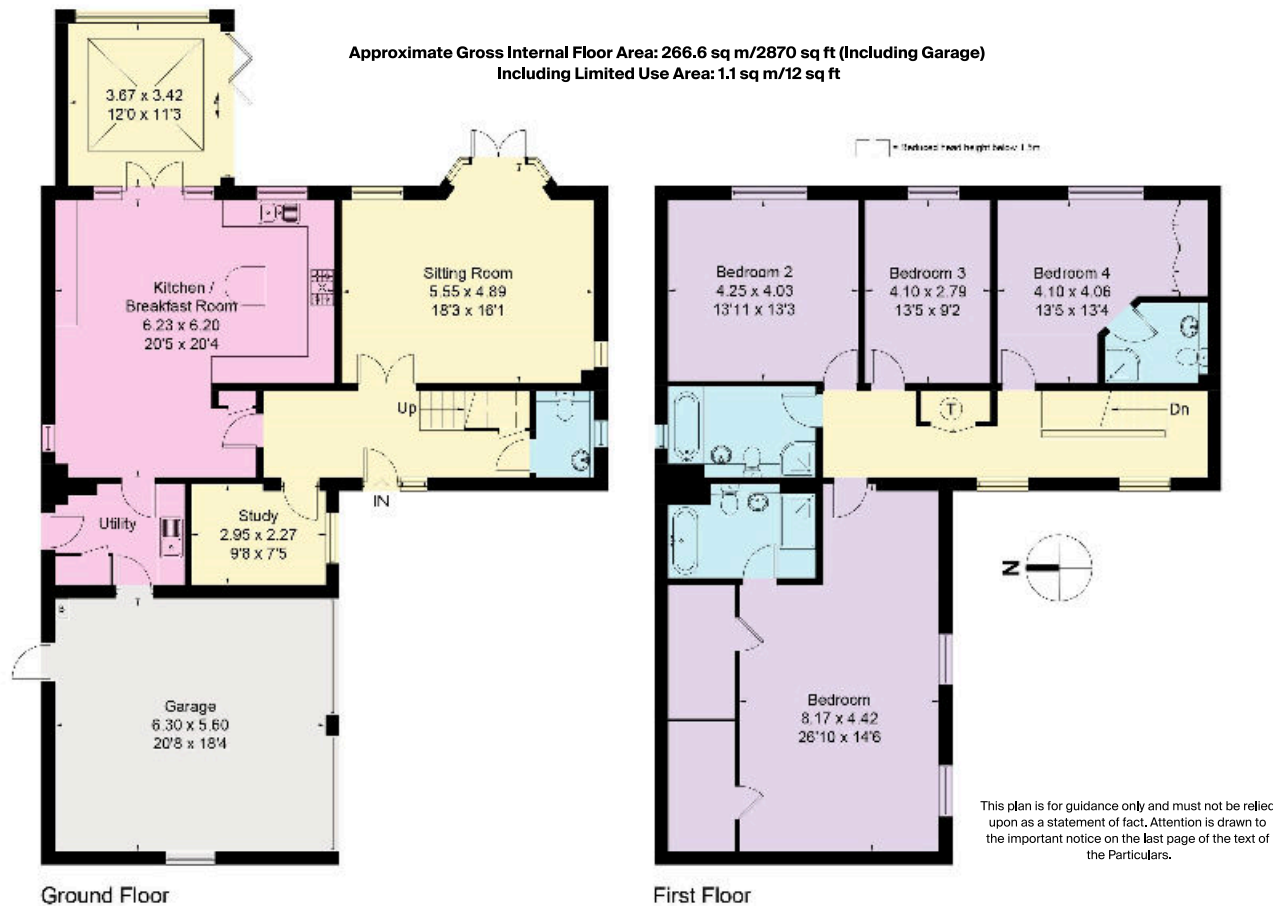 Approximate Gross Internal Floor Area: 266.6 sq m/2870 sq ft (Including Garage)
Including Limited Use Area: 1.1 sq m/12 sq ft
3.67 x 3.42
12'0 x 11'3
= Reduced head height below 1.5m
Kitchen /
Breakfast Room
6.23 x 6.20
20'5 x 20'4
Sitting Room
5.55 x 4.89
18'3 x 16'1
Up
IN
Utility
Study
2.95 x 2.27
9'8 x 7'5
B
Garage
6.30 x 5.60
20'8 x 18'4
Ground Floor
Bedroom 2
4.25 x 4.03
13'11 x 13'3
Bedroom 3
4.10 x 2.79
13'5 x 9'2
Bedroom 4
4.10 x 4.06
13'5 x 13'4
T
Dn
N
Bedroom
8.17 x 4.42
26'10 x 14'6
First Floor
This plan is for guidance only and must not be relied
upon as a statement of fact. Attention is drawn to
the important notice on the last page of the text of
the Particulars.